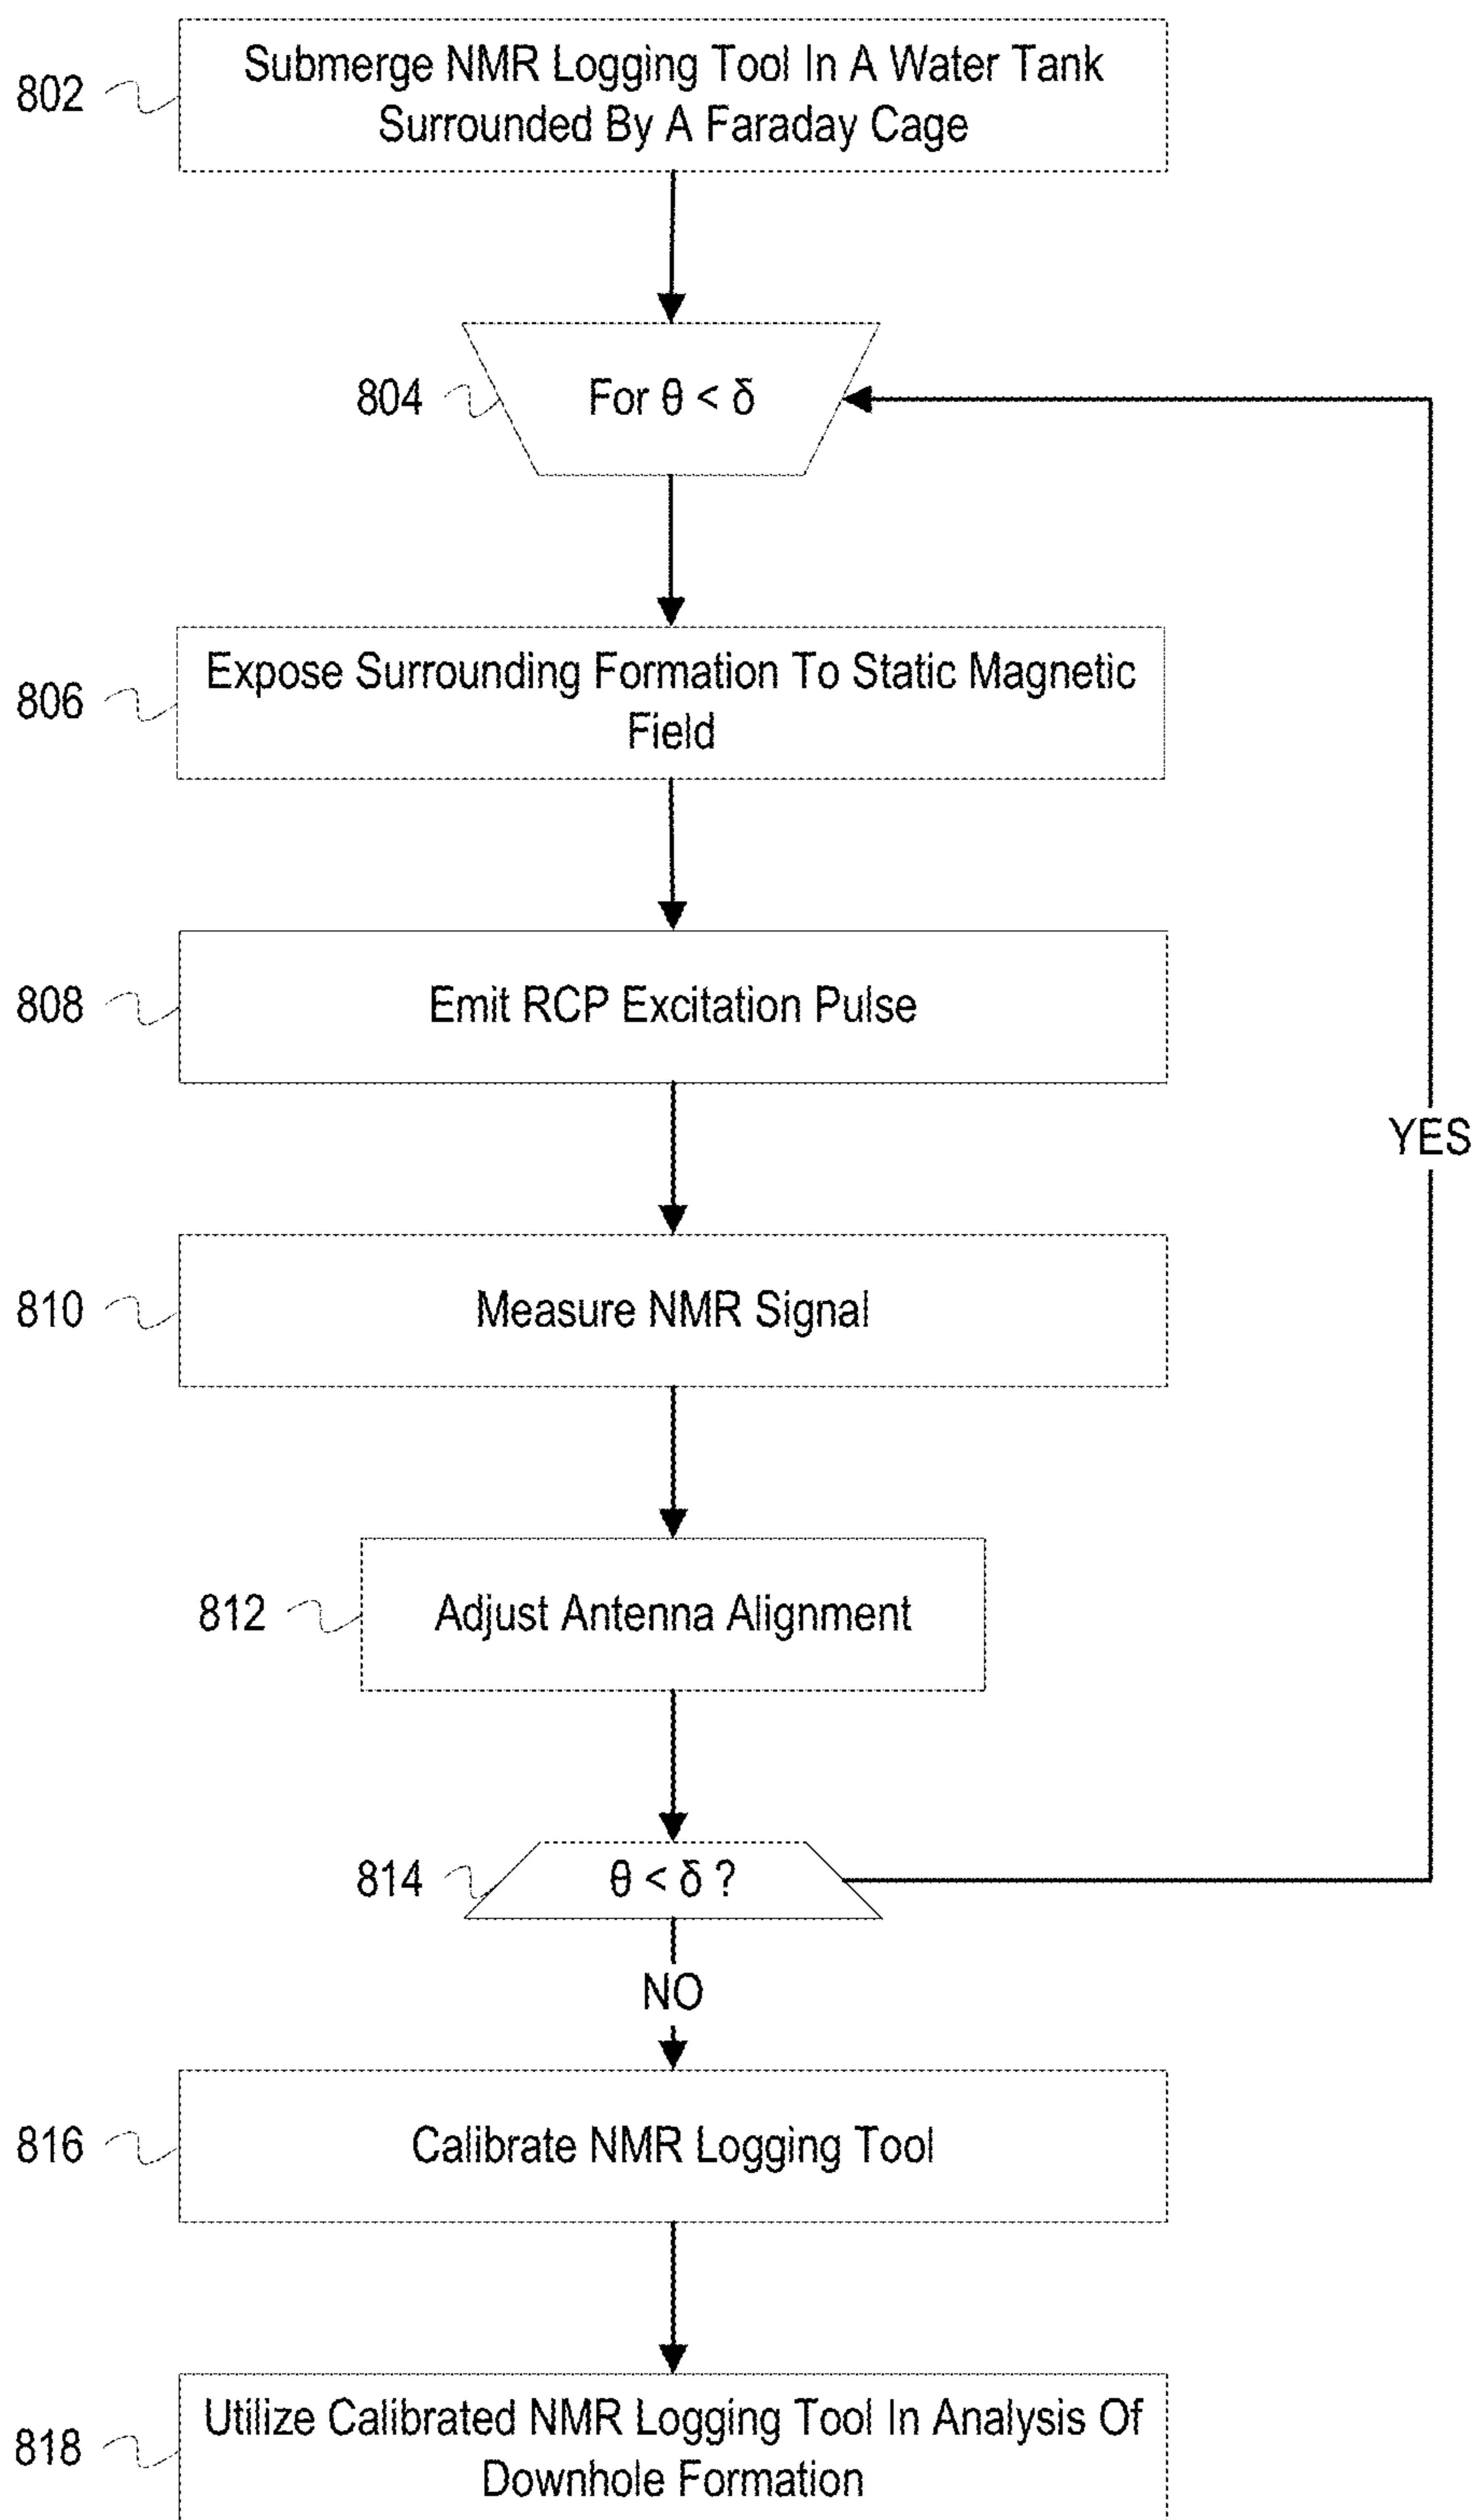 802
Submerge NMR Logging Tool In A Water Tank
Surrounded By A Faraday Cage
804
For θ < δ
806
Expose Surrounding Formation To Static Magnetic
Field
808
Emit RCP Excitation Pulse
YES
810
Measure NMR Signal
812
Adjust Antenna Alignment
814
θ < δ ?
NO
816
Calibrate NMR Logging Tool
818
Utilize Calibrated NMR Logging Tool In Analysis Of
Downhole Formation